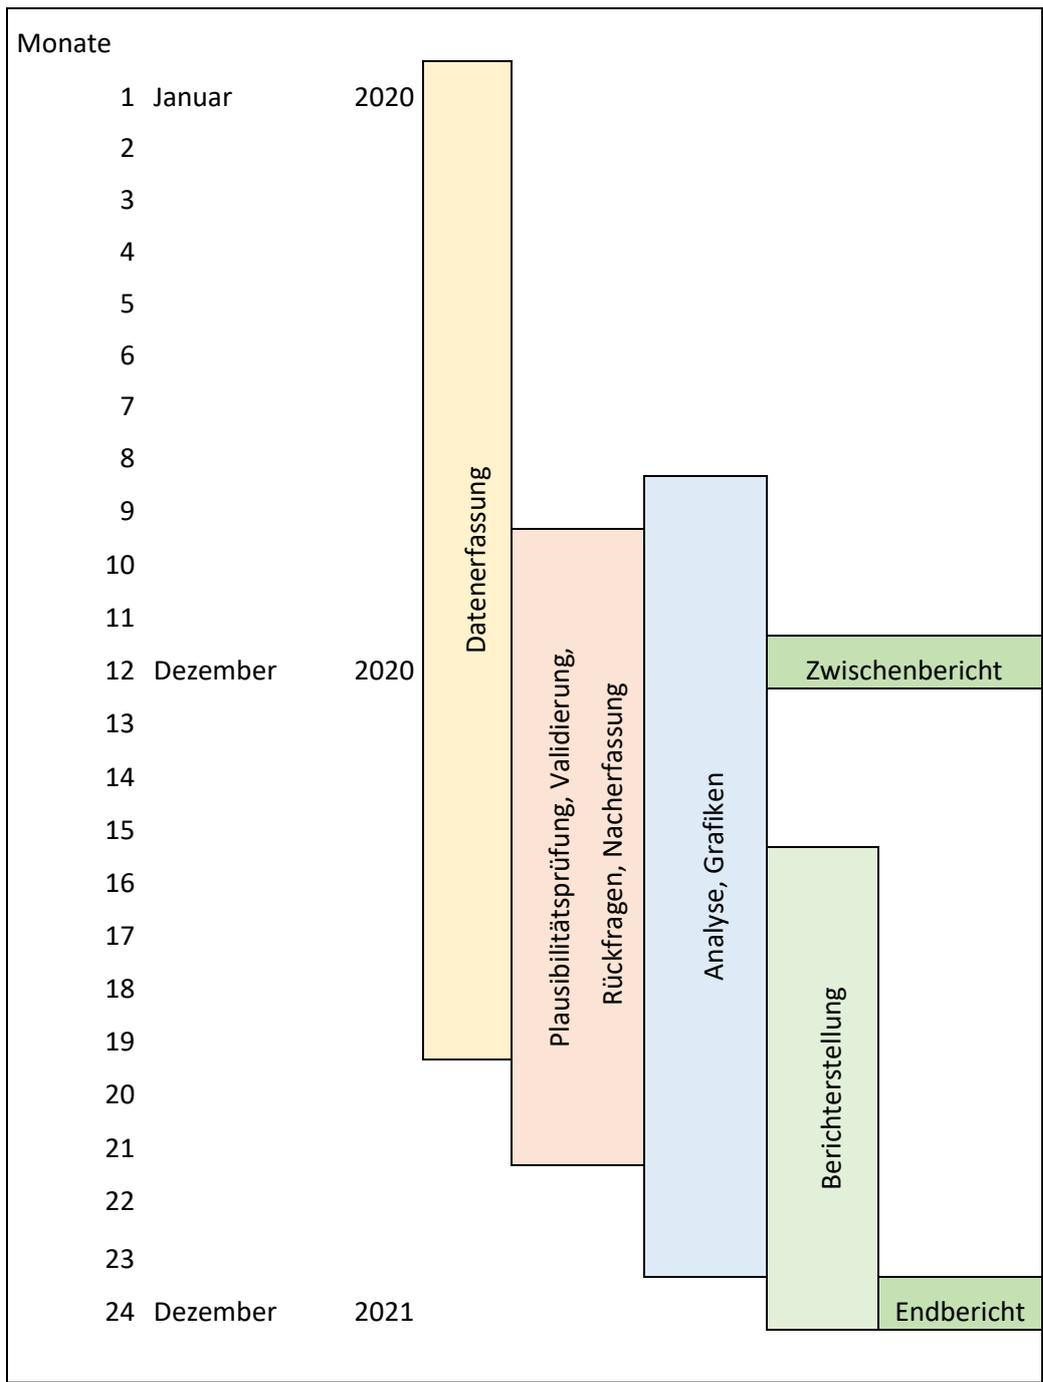 Monate
1 Januar 2020
2
3
4
5
6
7
8
9
10
11
12 Dezember 2020
13
14
15
16
17
18
19
20
21
22
23
24 Dezember 2021
Datenerfassung
Plausibilitätsprüfung, Validierung,
Rückfragen, Nacherfassung
Analyse, Grafiken
Zwischenbericht
Berichterstellung
Endbericht